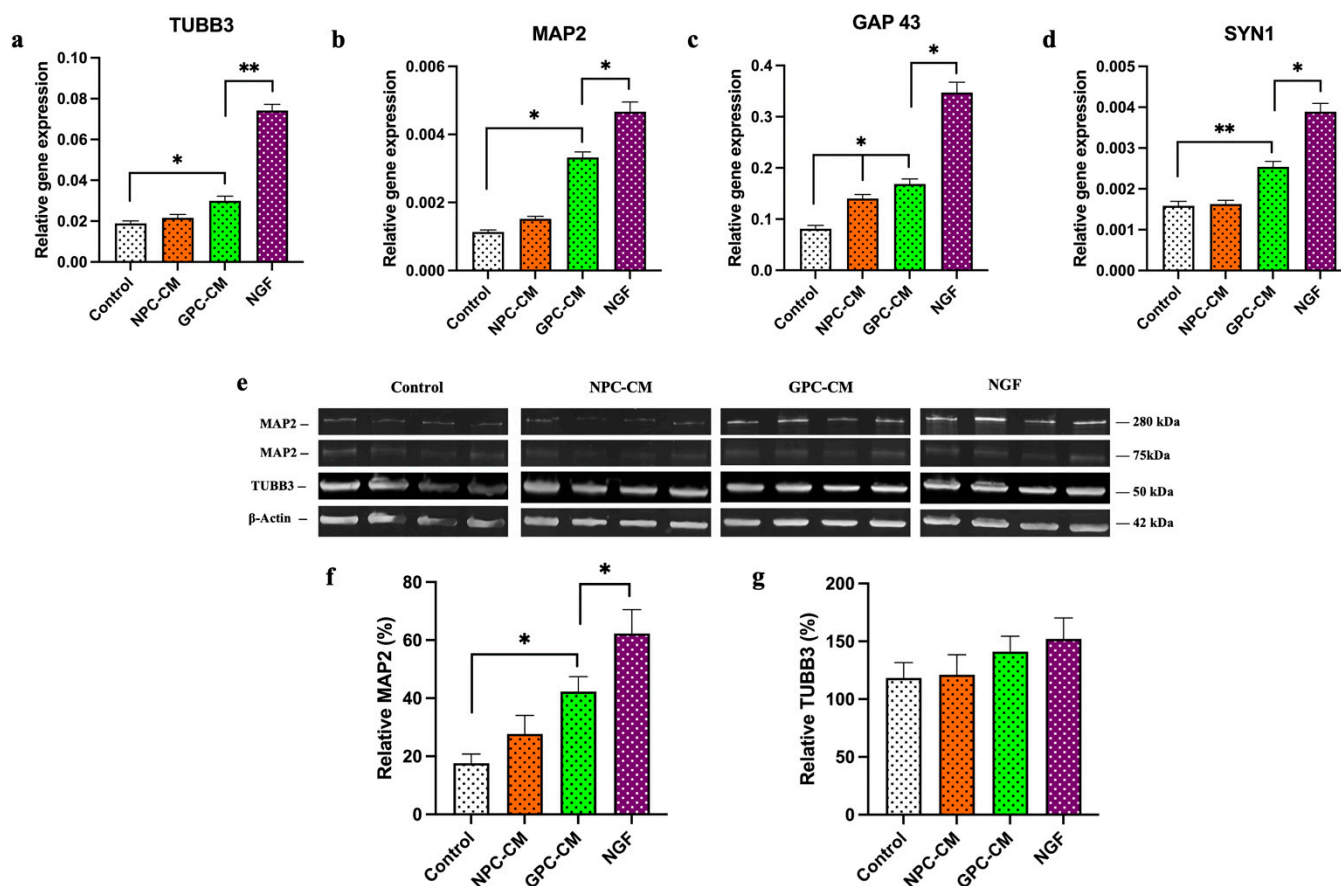 a
TUBB3
Relative gene expression
0.10
0.08
0.06
0.04
0.02
0.00
*
**
Control
NPC-CM
GPC-CM
NGF
b
MAP2
Relative gene expression
0.006
0.004
0.002
0.000
*
*
Control
NPC-CM
GPC-CM
NGF
c
GAP 43
Relative gene expression
0.4
0.3
0.2
0.1
0.0
*
*
Control
NPC-CM
GPC-CM
NGF
d
SYN1
Relative gene expression
0.005
0.004
0.003
0.002
0.001
0.000
**
*
Control
NPC-CM
GPC-CM
NGF
e
Control NPC-CM GPC-CM NGF
MAP2 – — 280 kDa
MAP2 – — 75kDa
TUBB3 – — 50 kDa
β-Actin – — 42 kDa
f
Relative MAP2 (%)
80
60
40
20
0
*
*
Control
NPC-CM
GPC-CM
NGF
g
Relative TUBB3 (%)
200
150
100
50
0
Control
NPC-CM
GPC-CM
NGF